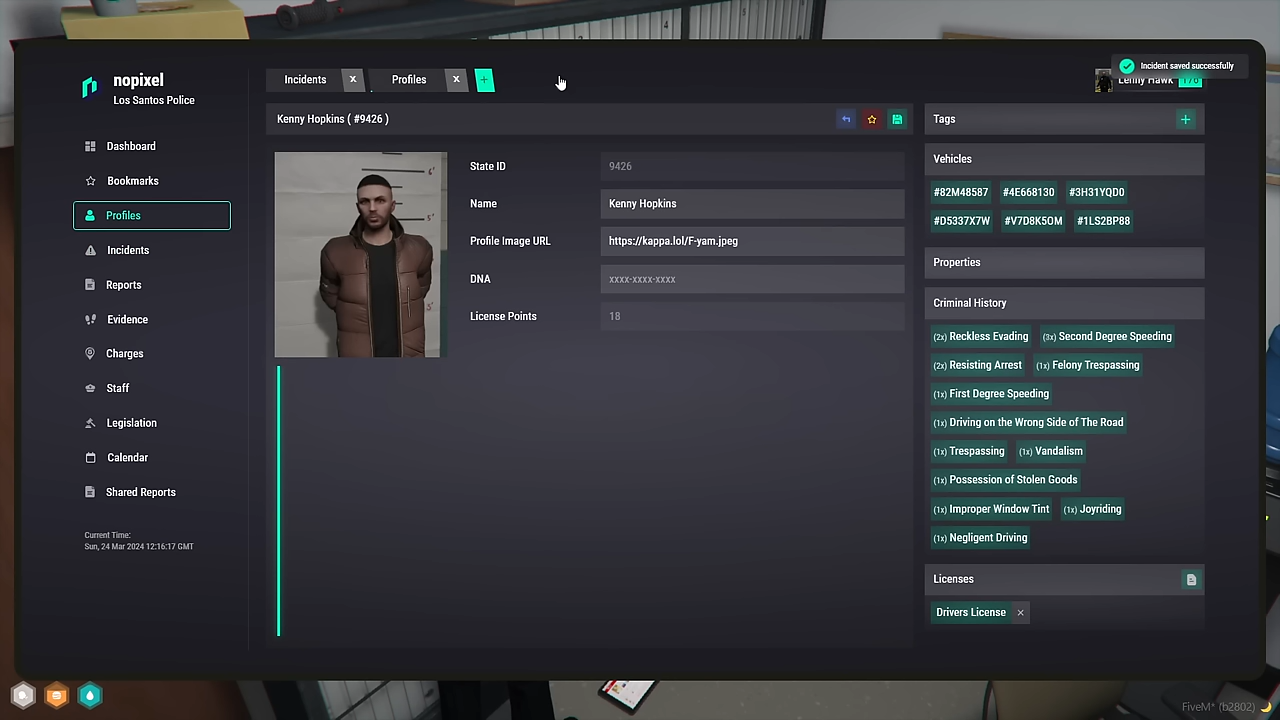 nopixel
Los Santos Police
Dashboard
Bookmarks
Profiles
Incidents
Reports
Evidence
Charges
Staff
Legislation
Calendar
Shared Reports
Current Time:
Sun, 24 Mar 2024 12:16:17 GMT
Incidents x Profiles x +
Incident saved successfully
Lenny Hawk
Kenny Hopkins ( #9426 )
State ID 9426
Name Kenny Hopkins
Profile Image URL https://kappa.lol/F-yam.jpeg
DNA xxxx-xxxx-xxxx
License Points 18
Tags +
Vehicles
#82M48587 #4E668130 #3H31YQD0
#D5337X7W #V7D8K5OM #1LS2BP88
Properties
Criminal History
(2x) Reckless Evading (3x) Second Degree Speeding
(2x) Resisting Arrest (1x) Felony Trespassing
(1x) First Degree Speeding
(1x) Driving on the Wrong Side of The Road
(1x) Trespassing (1x) Vandalism
(1x) Possession of Stolen Goods
(1x) Improper Window Tint (1x) Joyriding
(1x) Negligent Driving
Licenses
Drivers License ×
FiveM* (b2802)